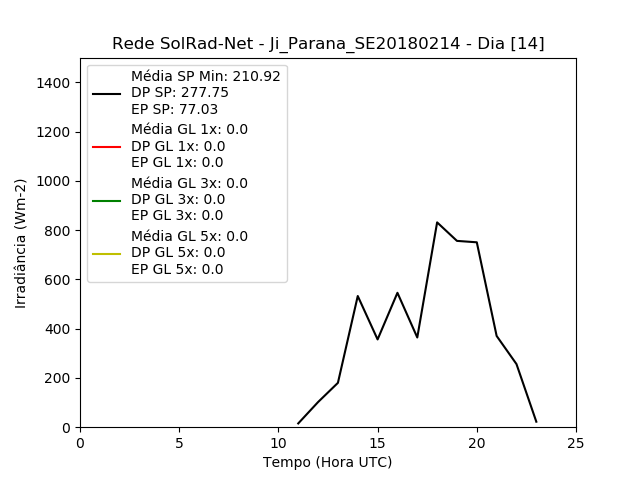 Rede SolRad-Net - Ji_Parana_SE20180214 - Dia [14]
Média SP Min: 210.92
DP SP: 277.75
EP SP: 77.03
Média GL 1x: 0.0
DP GL 1x: 0.0
EP GL 1x: 0.0
Média GL 3x: 0.0
DP GL 3x: 0.0
EP GL 3x: 0.0
Média GL 5x: 0.0
DP GL 5x: 0.0
EP GL 5x: 0.0
Irradiância (Wm-2)
1400
1200
1000
800
600
400
200
0
0 5 10 15 20 25
Tempo (Hora UTC)